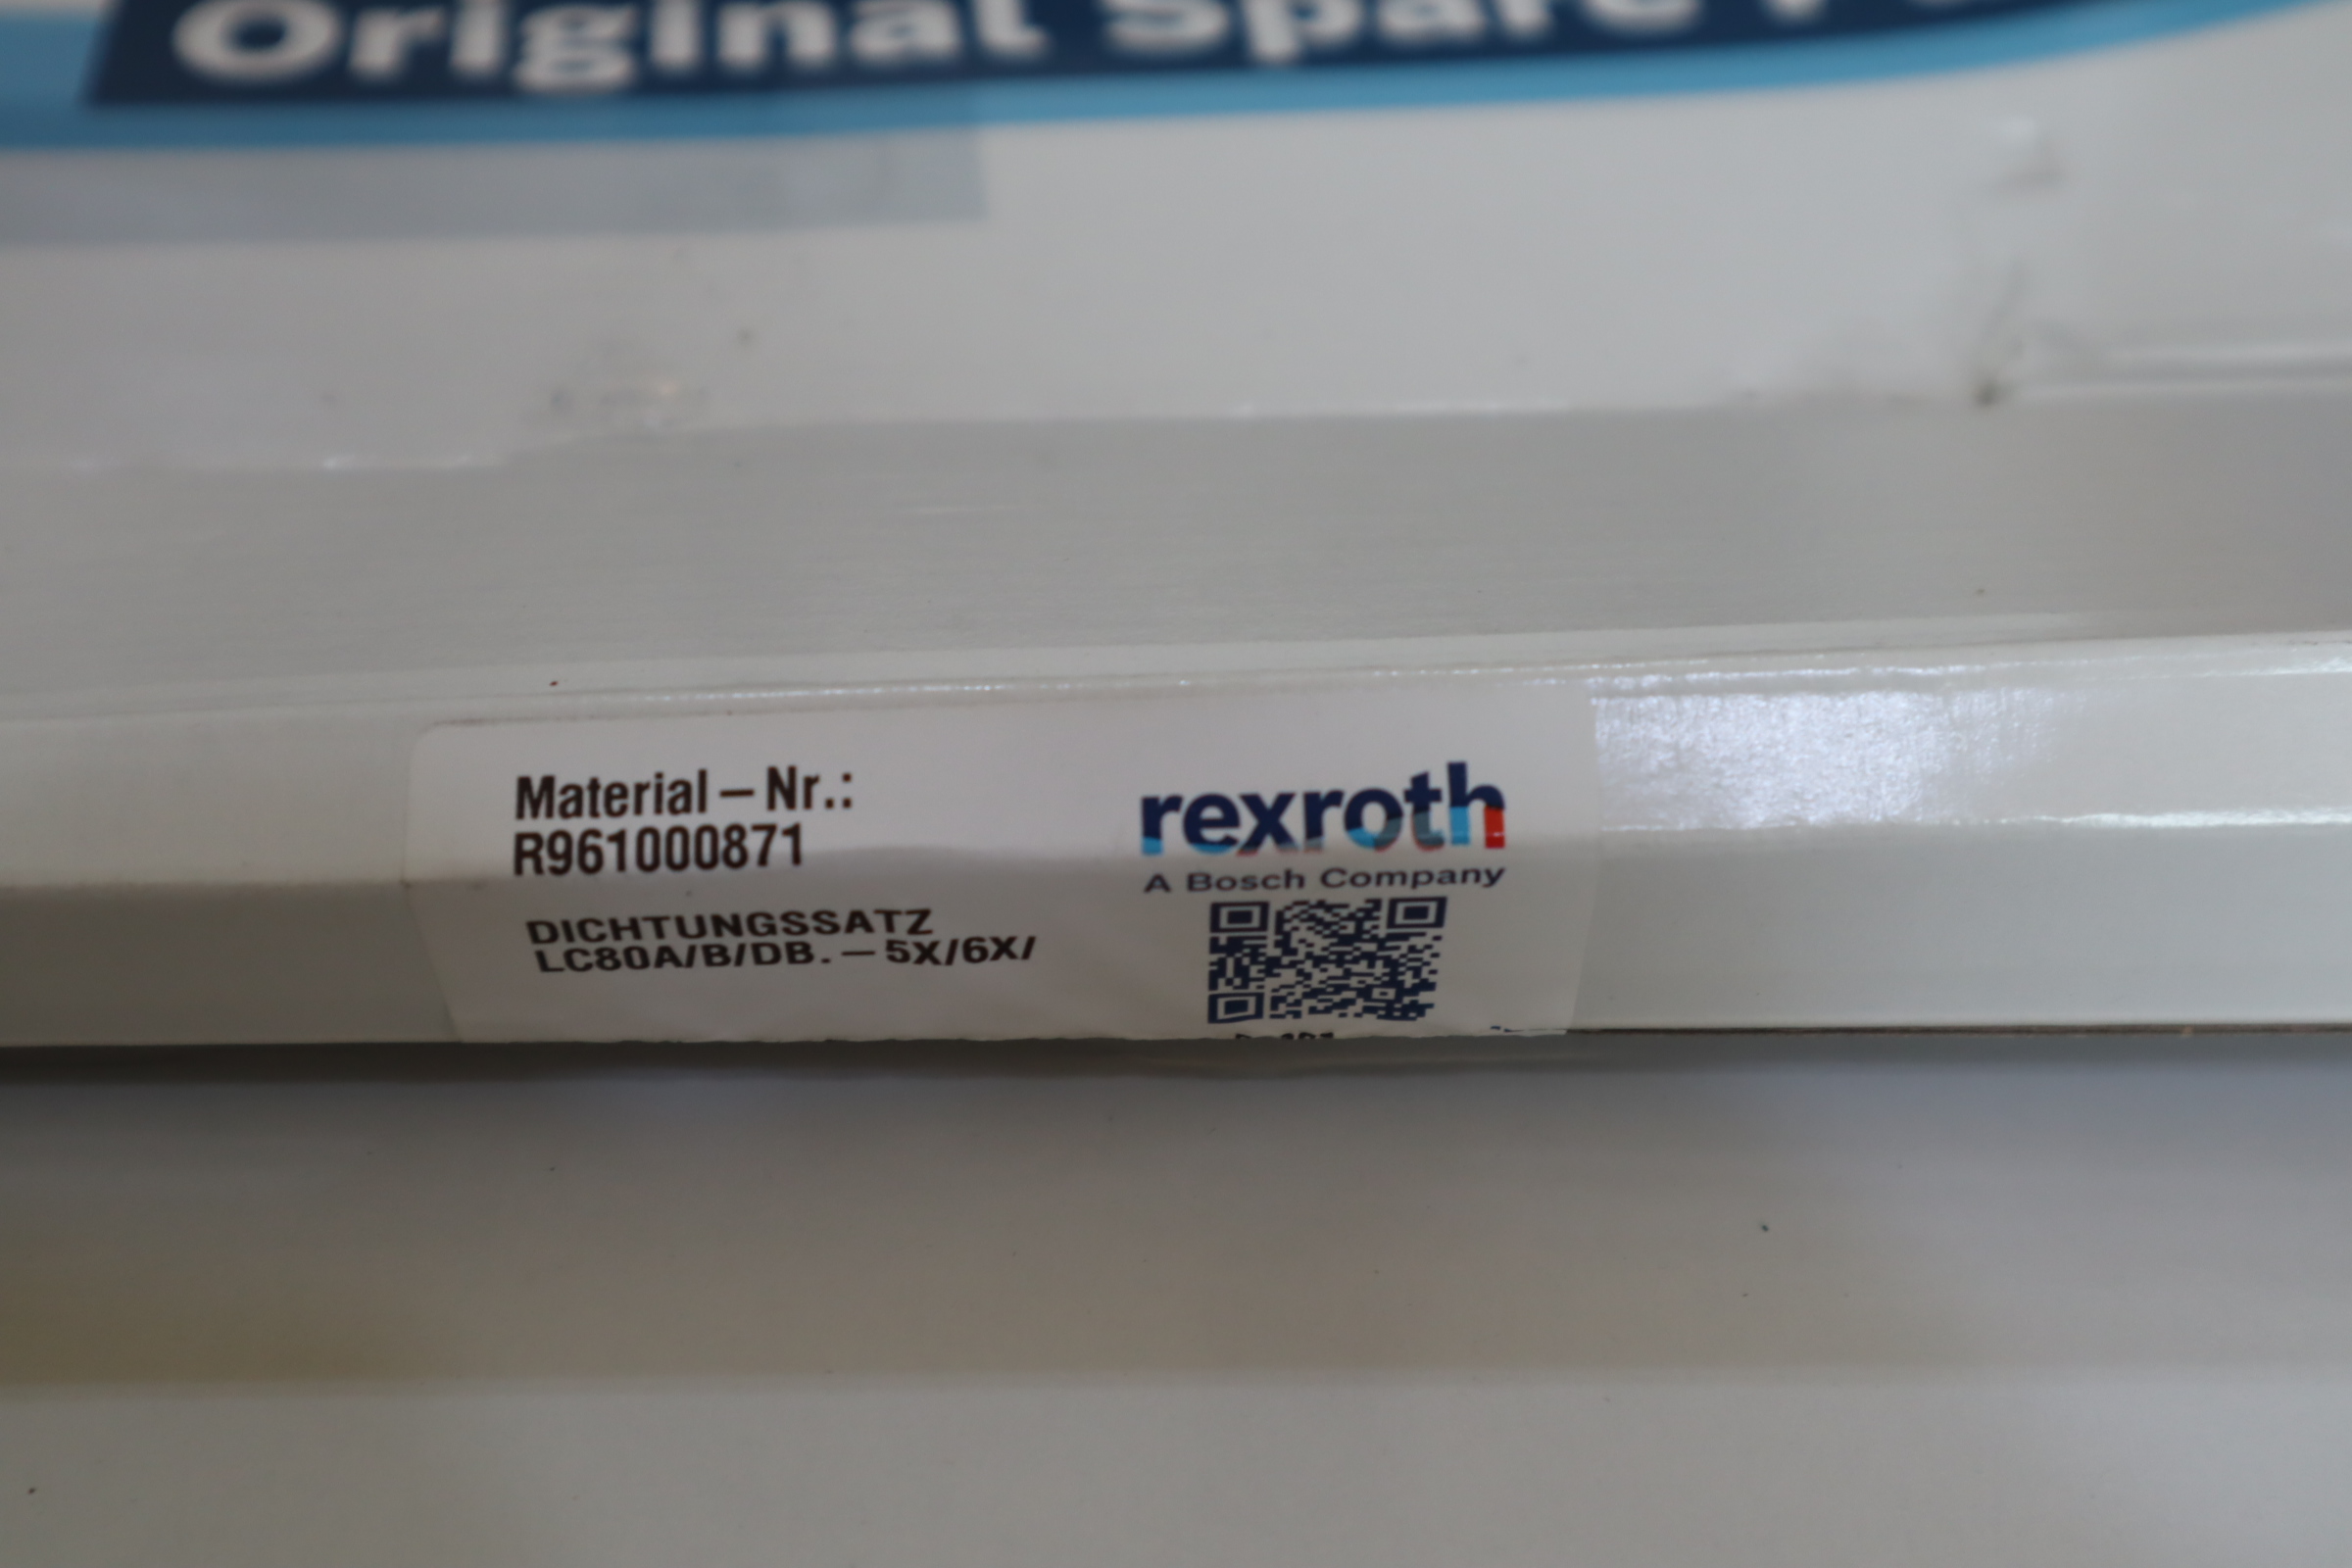 Original Spare
Material – Nr.:
R961000871
DICHTUNGSSATZ
LC80A/B/DB. – 5X/6X/
rexroth
A Bosch Company